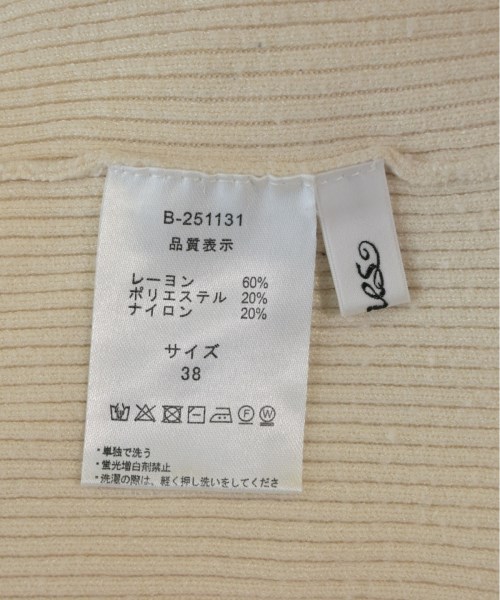 B-251131
品質表示
レーヨン 60%
ポリエステル 20%
ナイロン 20%
サイズ
38
F W
・単独で洗う
・蛍光増白剤禁止
・洗濯の際は、軽く押し洗いをしてくださ